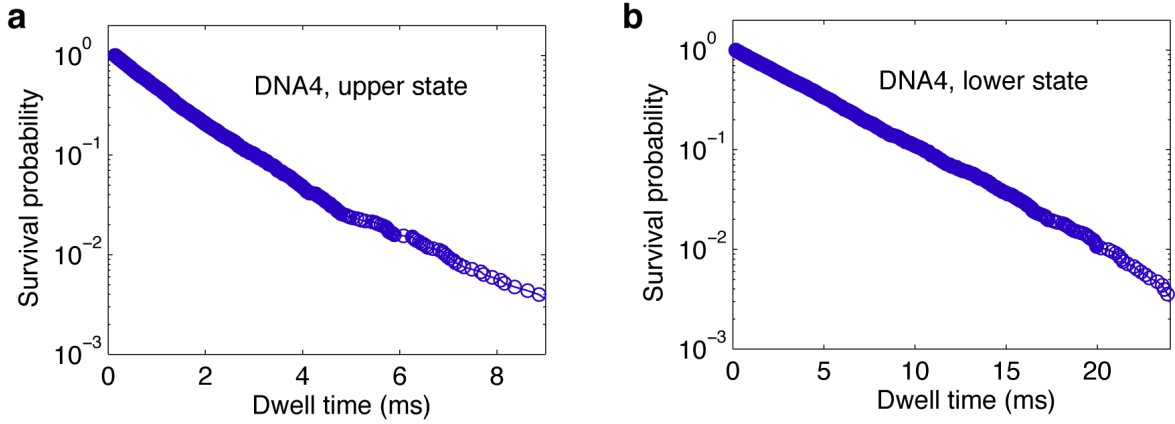 a
10^0
10^-1
10^-2
10^-3
Survival probability
DNA4, upper state
0 2 4 6 8
Dwell time (ms)
b
10^0
10^-1
10^-2
10^-3
Survival probability
DNA4, lower state
0 5 10 15 20
Dwell time (ms)